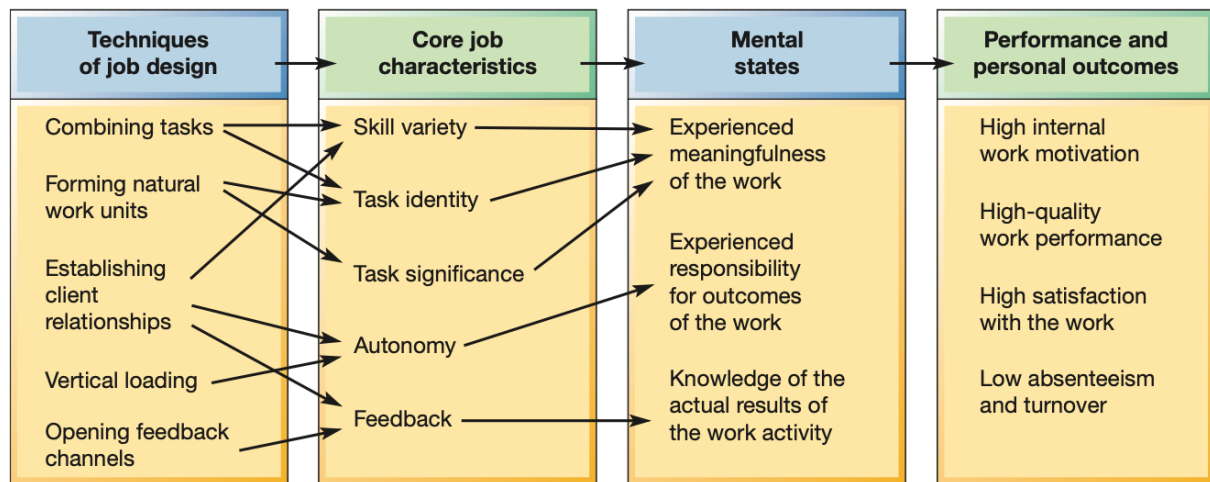 Techniques
of job design
Core job
characteristics
Mental
states
Performance and
personal outcomes
Combining tasks
Forming natural
work units
Establishing
client
relationships
Vertical loading
Opening feedback
channels
Skill variety
Task identity
Task significance
Autonomy
Feedback
Experienced
meaningfulness
of the work
Experienced
responsibility
for outcomes
of the work
Knowledge of the
actual results of
the work activity
High internal
work motivation
High-quality
work performance
High satisfaction
with the work
Low absenteeism
and turnover